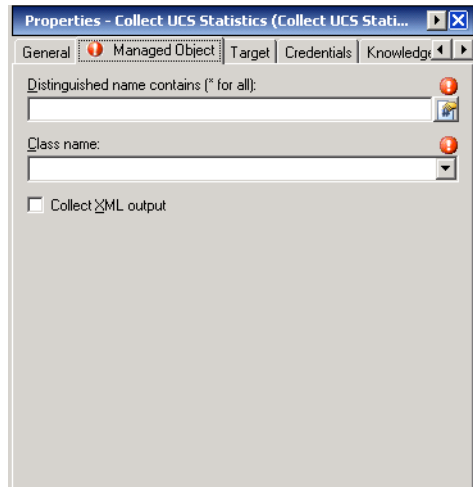 Properties - Collect UCS Statistics (Collect UCS Stati...
General Managed Object Target Credentials Knowledge
Distinguished name contains (* for all):
Class name:
Collect XML output